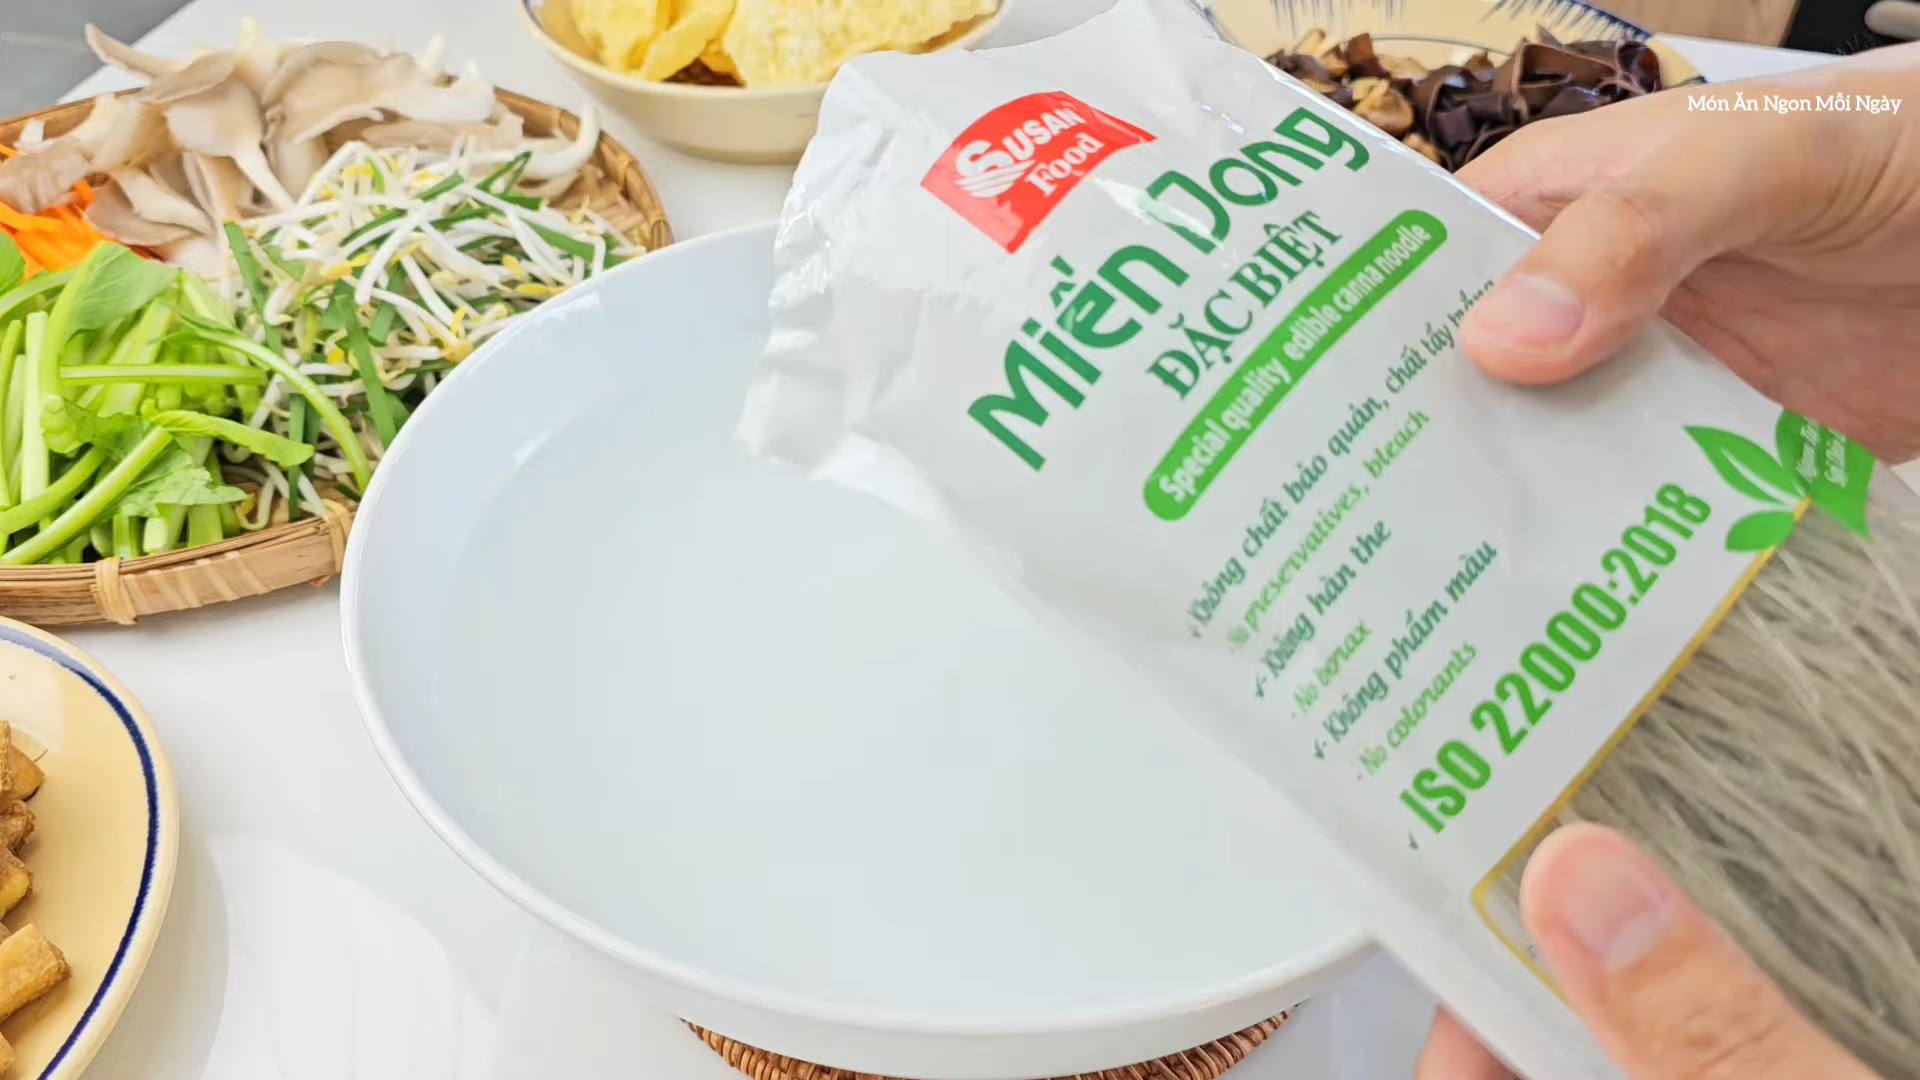 Món Ăn Ngon Mỗi Ngày
SUSAN
Food
Miến Dong
ĐẶC BIỆT
Special quality edible canna noodle
Không chất bảo quản, chất tẩy trắng
No preservatives, bleach
- Không hàn the
- No borax
- Không phẩm màu
- No colorants
ISO 22000:2018